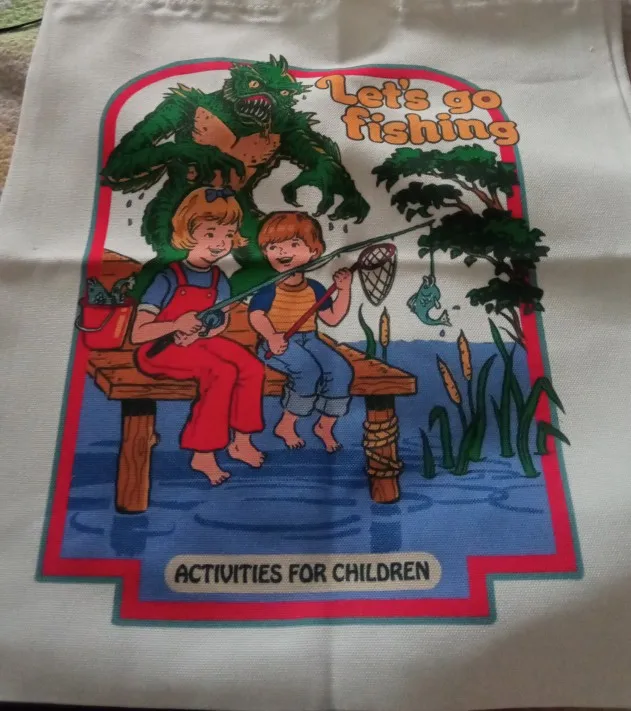 Let's go
fishing
ACTIVITIES FOR CHILDREN